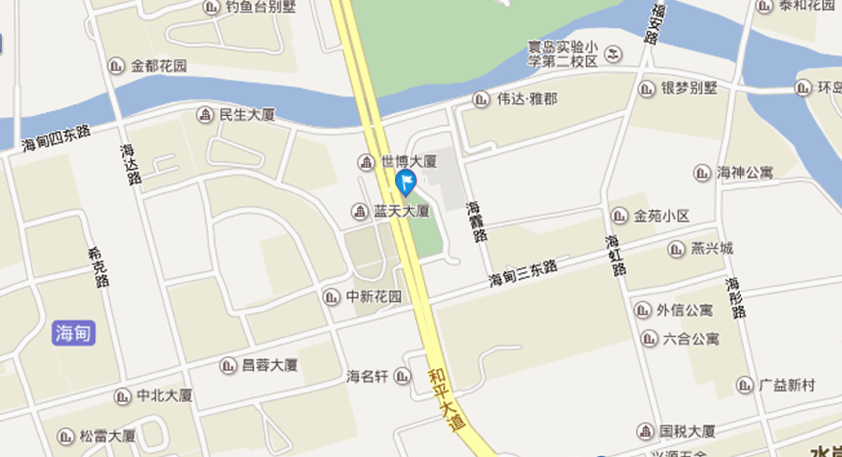 钓鱼台别墅
泰和花园
福安路
寰岛实验小
学第二校区
金都花园
银梦别墅
环岛
伟达·雅郡
民生大厦
海甸四东路
海达路
世博大厦
海神公寓
蓝天大厦
海霞路
金苑小区
燕兴城
海虹路
希克路
海甸三东路
中新花园
海彤路
外信公寓
海甸
六合公寓
昌蓉大厦
海名轩
和平大道
广益新村
中北大厦
松雷大厦
国税大厦
兴源五金
水岸